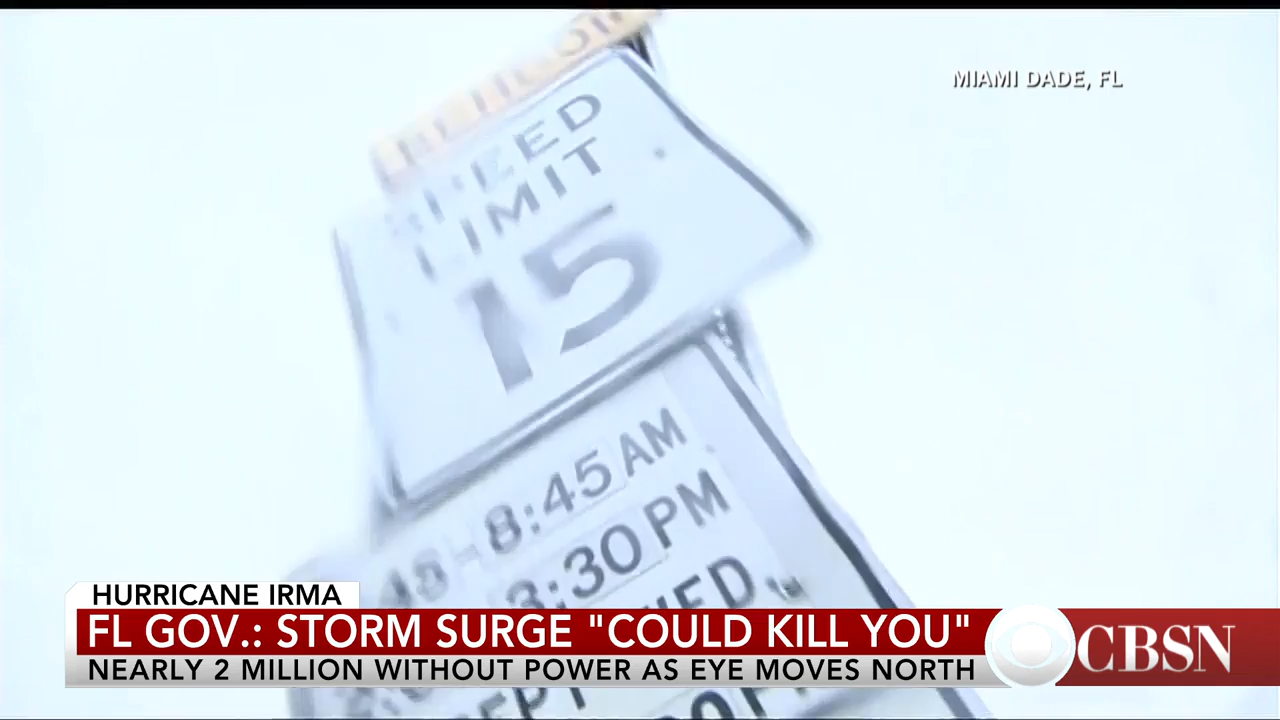 MIAMI DADE, FL
SPEED
LIMIT
15
8:45 AM
3:30 PM
HURRICANE IRMA
FL GOV.: STORM SURGE "COULD KILL YOU"
NEARLY 2 MILLION WITHOUT POWER AS EYE MOVES NORTH
CBSN